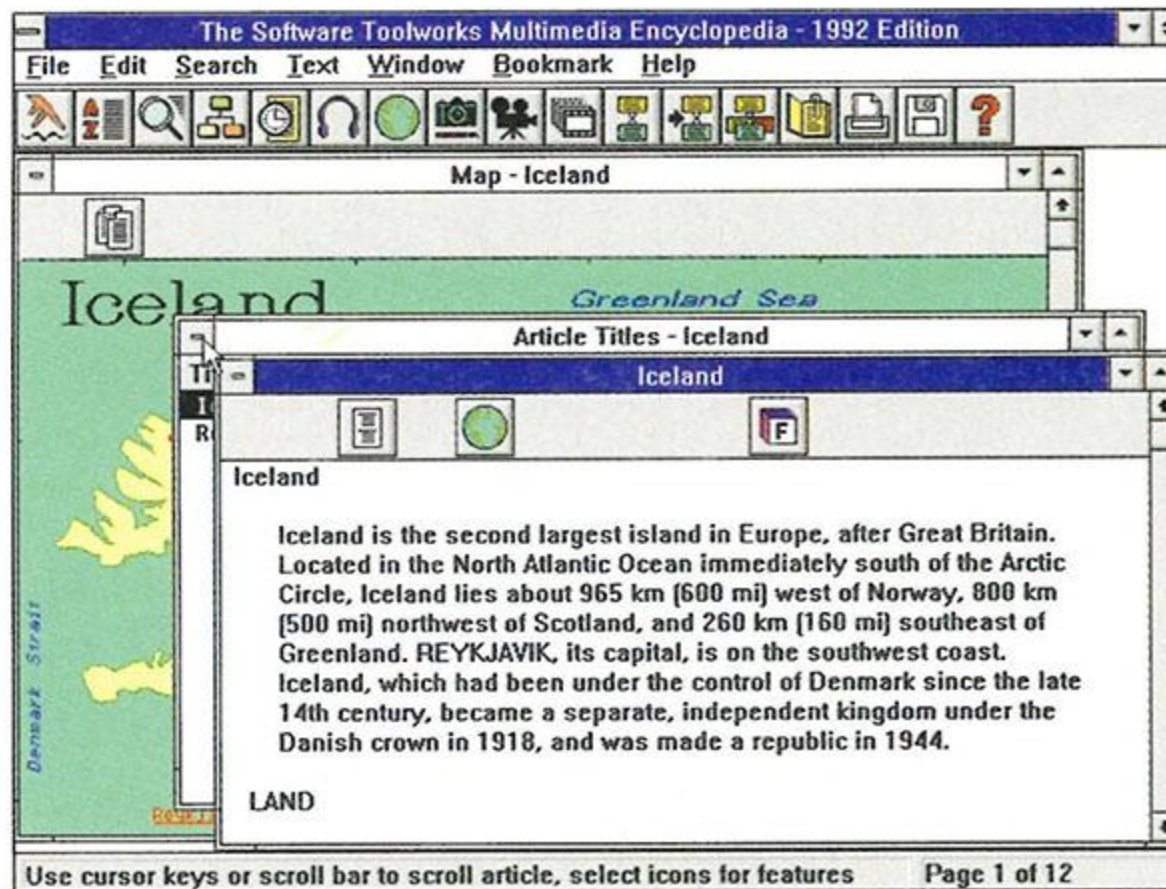 The Software Toolworks Multimedia Encyclopedia - 1992 Edition
File Edit Search Text Window Bookmark Help
A
Z
?
Map - Iceland
Iceland
Greenland Sea
Article Titles - Iceland
Iceland
F
Iceland
Iceland is the second largest island in Europe, after Great Britain.
Located in the North Atlantic Ocean immediately south of the Arctic
Circle, Iceland lies about 965 km (600 mi) west of Norway, 800 km
(500 mi) northwest of Scotland, and 260 km (160 mi) southeast of
Greenland. REYKJAVIK, its capital, is on the southwest coast.
Iceland, which had been under the control of Denmark since the late
14th century, became a separate, independent kingdom under the
Danish crown in 1918, and was made a republic in 1944.
LAND
Denmark Strait
Use cursor keys or scroll bar to scroll article, select icons for features
Page 1 of 12